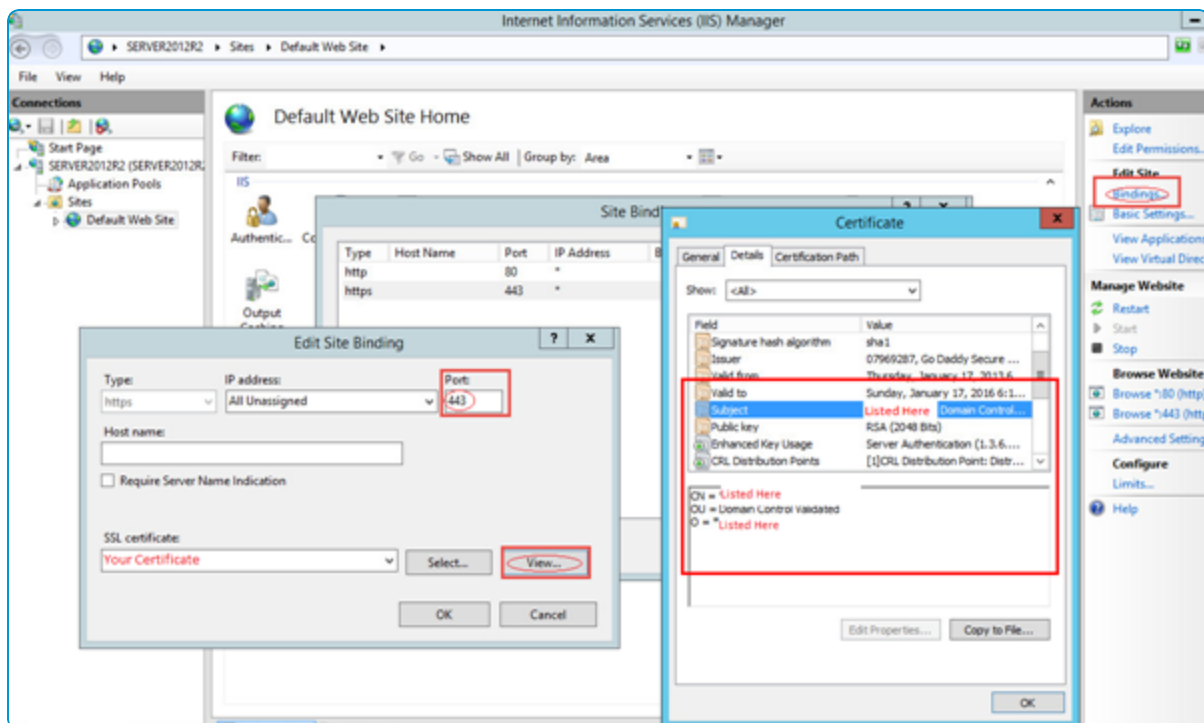 Internet Information Services (IIS) Manager
SERVER2012R2 Sites Default Web Site
File View Help
Connections
Start Page
SERVER2012R2 (SERVER2012R
Application Pools
Sites
Default Web Site
Default Web Site Home
Filter: Go Show All Group by: Area
IIS
Authentic...
Output
Site Bind
Type Host Name Port IP Address B
http 80 *
https 443 *
Edit Site Binding
? X
Type: IP address: Port:
https All Unassigned 443
Host name:
Require Server Name Indication
SSL certificate:
Your Certificate Select... View...
OK Cancel
Certificate
X
General Details Certification Path
Show: <All>
Field Value
Signature hash algorithm sha1
Issuer 07969287, Go Daddy Secure ...
Valid from Thursday, January 17, 2013 6...
Valid to Sunday, January 17, 2016 6:1...
Subject Listed Here Domain Control...
Public key RSA (2048 Bits)
Enhanced Key Usage Server Authentication (1.3.6....
CRL Distribution Points [1]CRL Distribution Point: Distr...
CN = Listed Here
OU = Domain Control Validated
O = *Listed Here
Edit Properties... Copy to File...
OK
Actions
Explore
Edit Permissions...
Edit Site
Bindings...
Basic Settings...
View Applications
View Virtual Direc
Manage Website
Restart
Start
Stop
Browse Website
Browse *:80 (http)
Browse *:443 (http
Advanced Setting
Configure
Limits...
Help